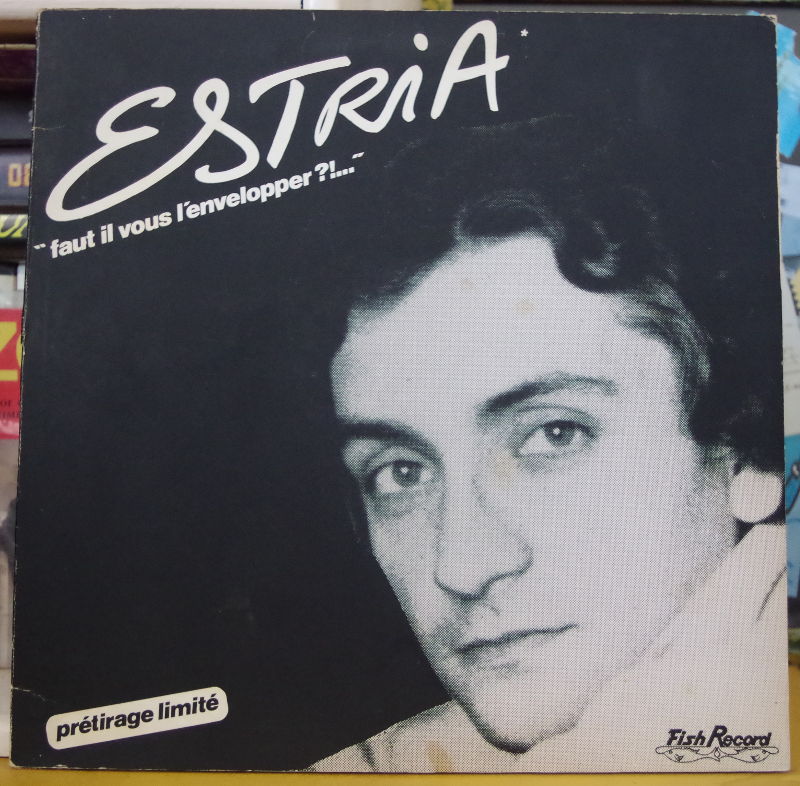 ESTRiA*
"faut il vous l'envelopper ?!..."
prétirage limité
Fish Record